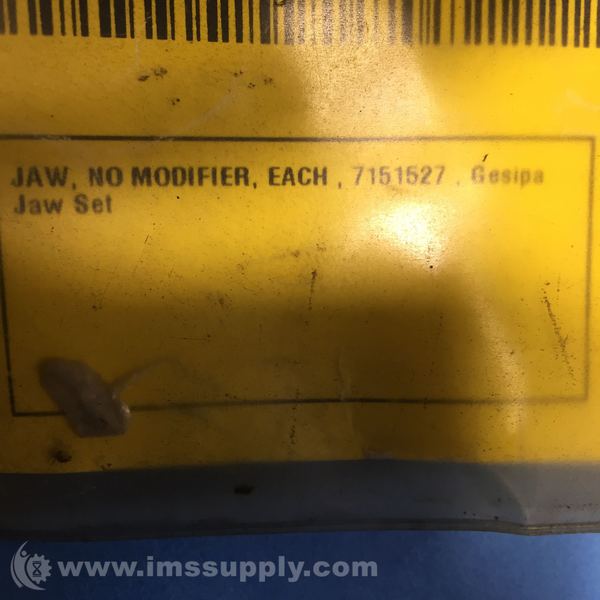 JAW, NO MODIFIER, EACH , 7151527 , Gesipa
Jaw Set
www.imssupply.com